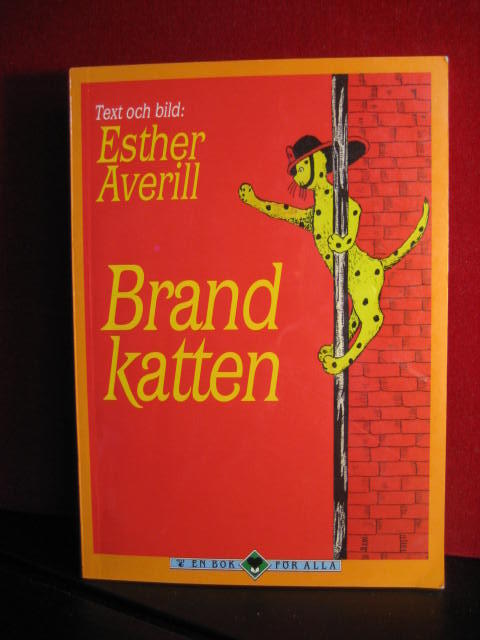 Text och bild:
Esther
Averill
Brand
katten
EN BOK FÖR ALLA